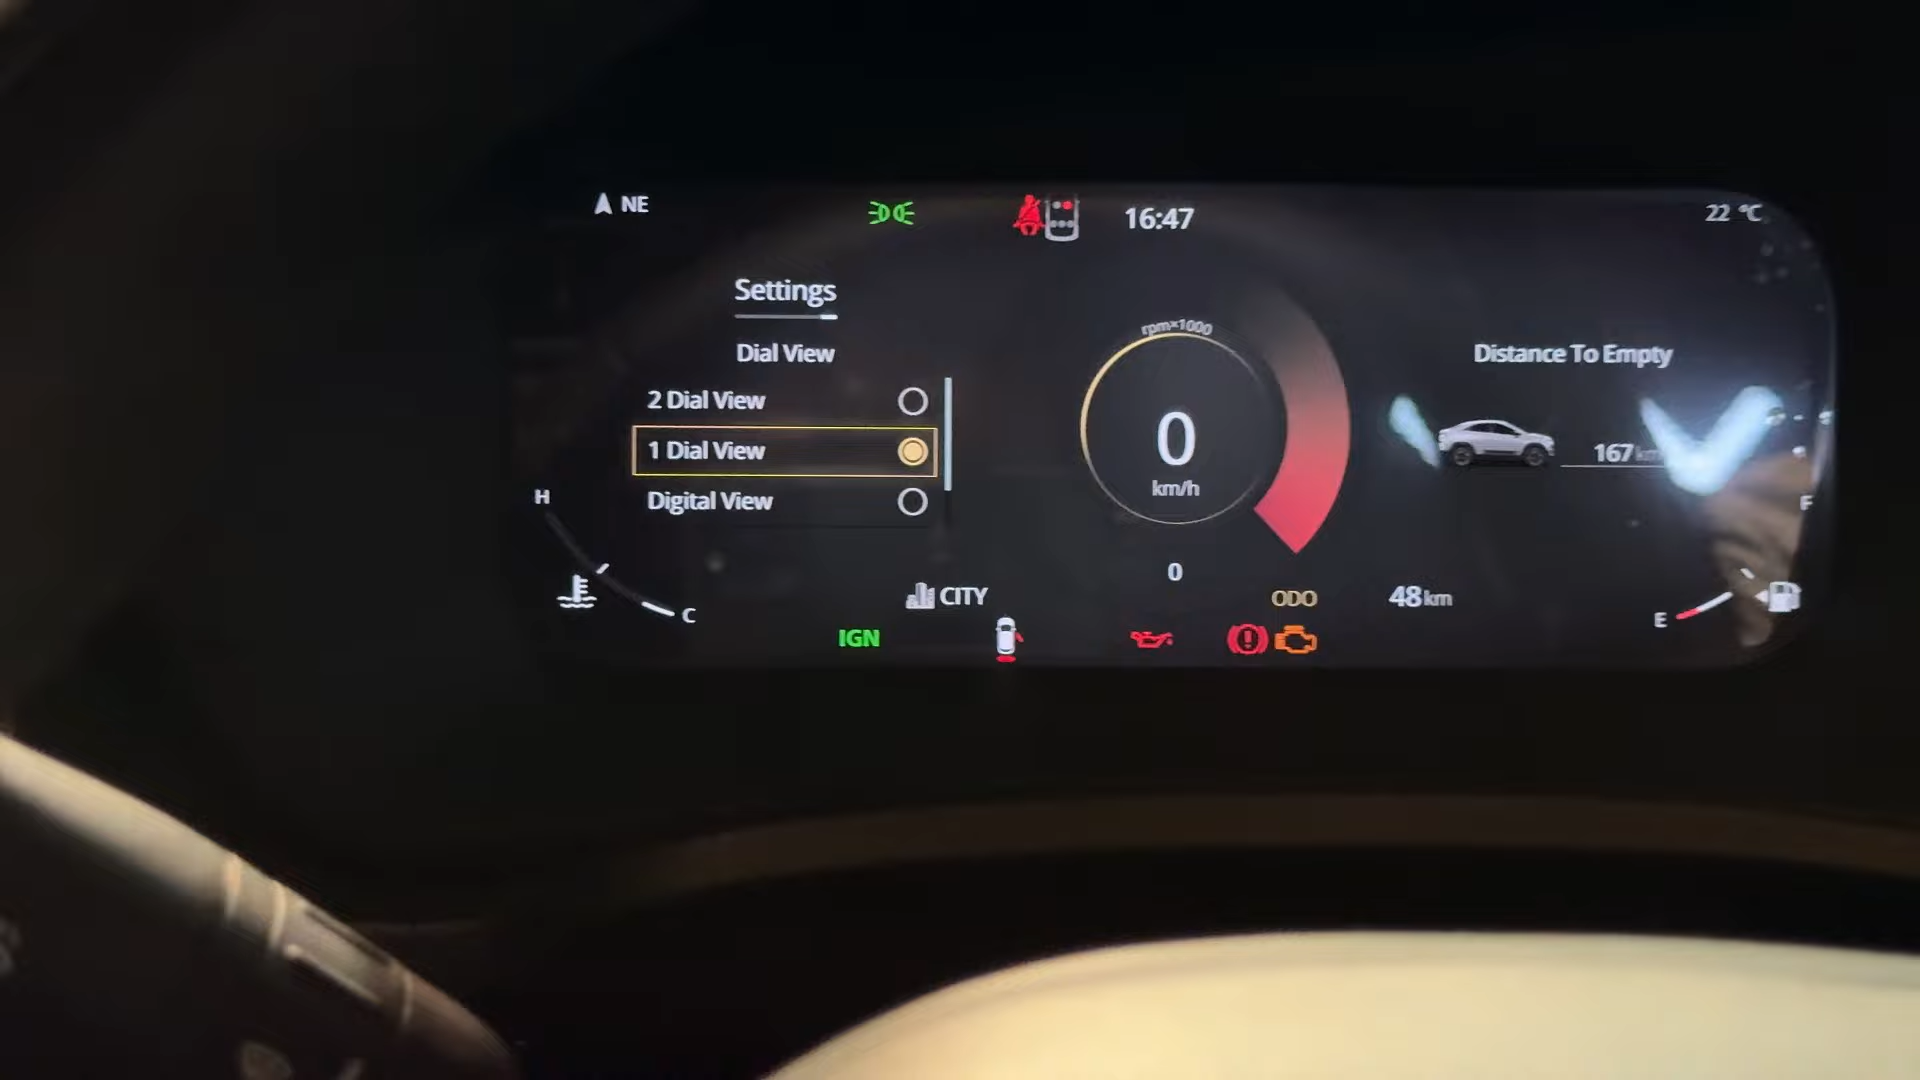 NE
16:47
22 °C
Settings
Dial View
2 Dial View
1 Dial View
Digital View
rpm×1000
0
km/h
0
Distance To Empty
167 km
H
C
CITY
ODO
48 km
F
E
IGN